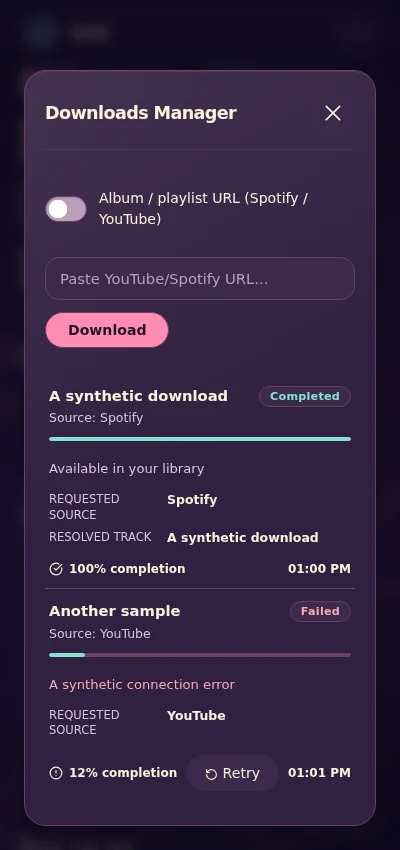 Downloads Manager
Album / playlist URL (Spotify /
YouTube)
Paste YouTube/Spotify URL...
Download
A synthetic download
Completed
Source: Spotify
Available in your library
REQUESTED
SOURCE
Spotify
RESOLVED TRACK
A synthetic download
100% completion
01:00 PM
Another sample
Failed
Source: YouTube
A synthetic connection error
REQUESTED
SOURCE
YouTube
12% completion
Retry
01:01 PM